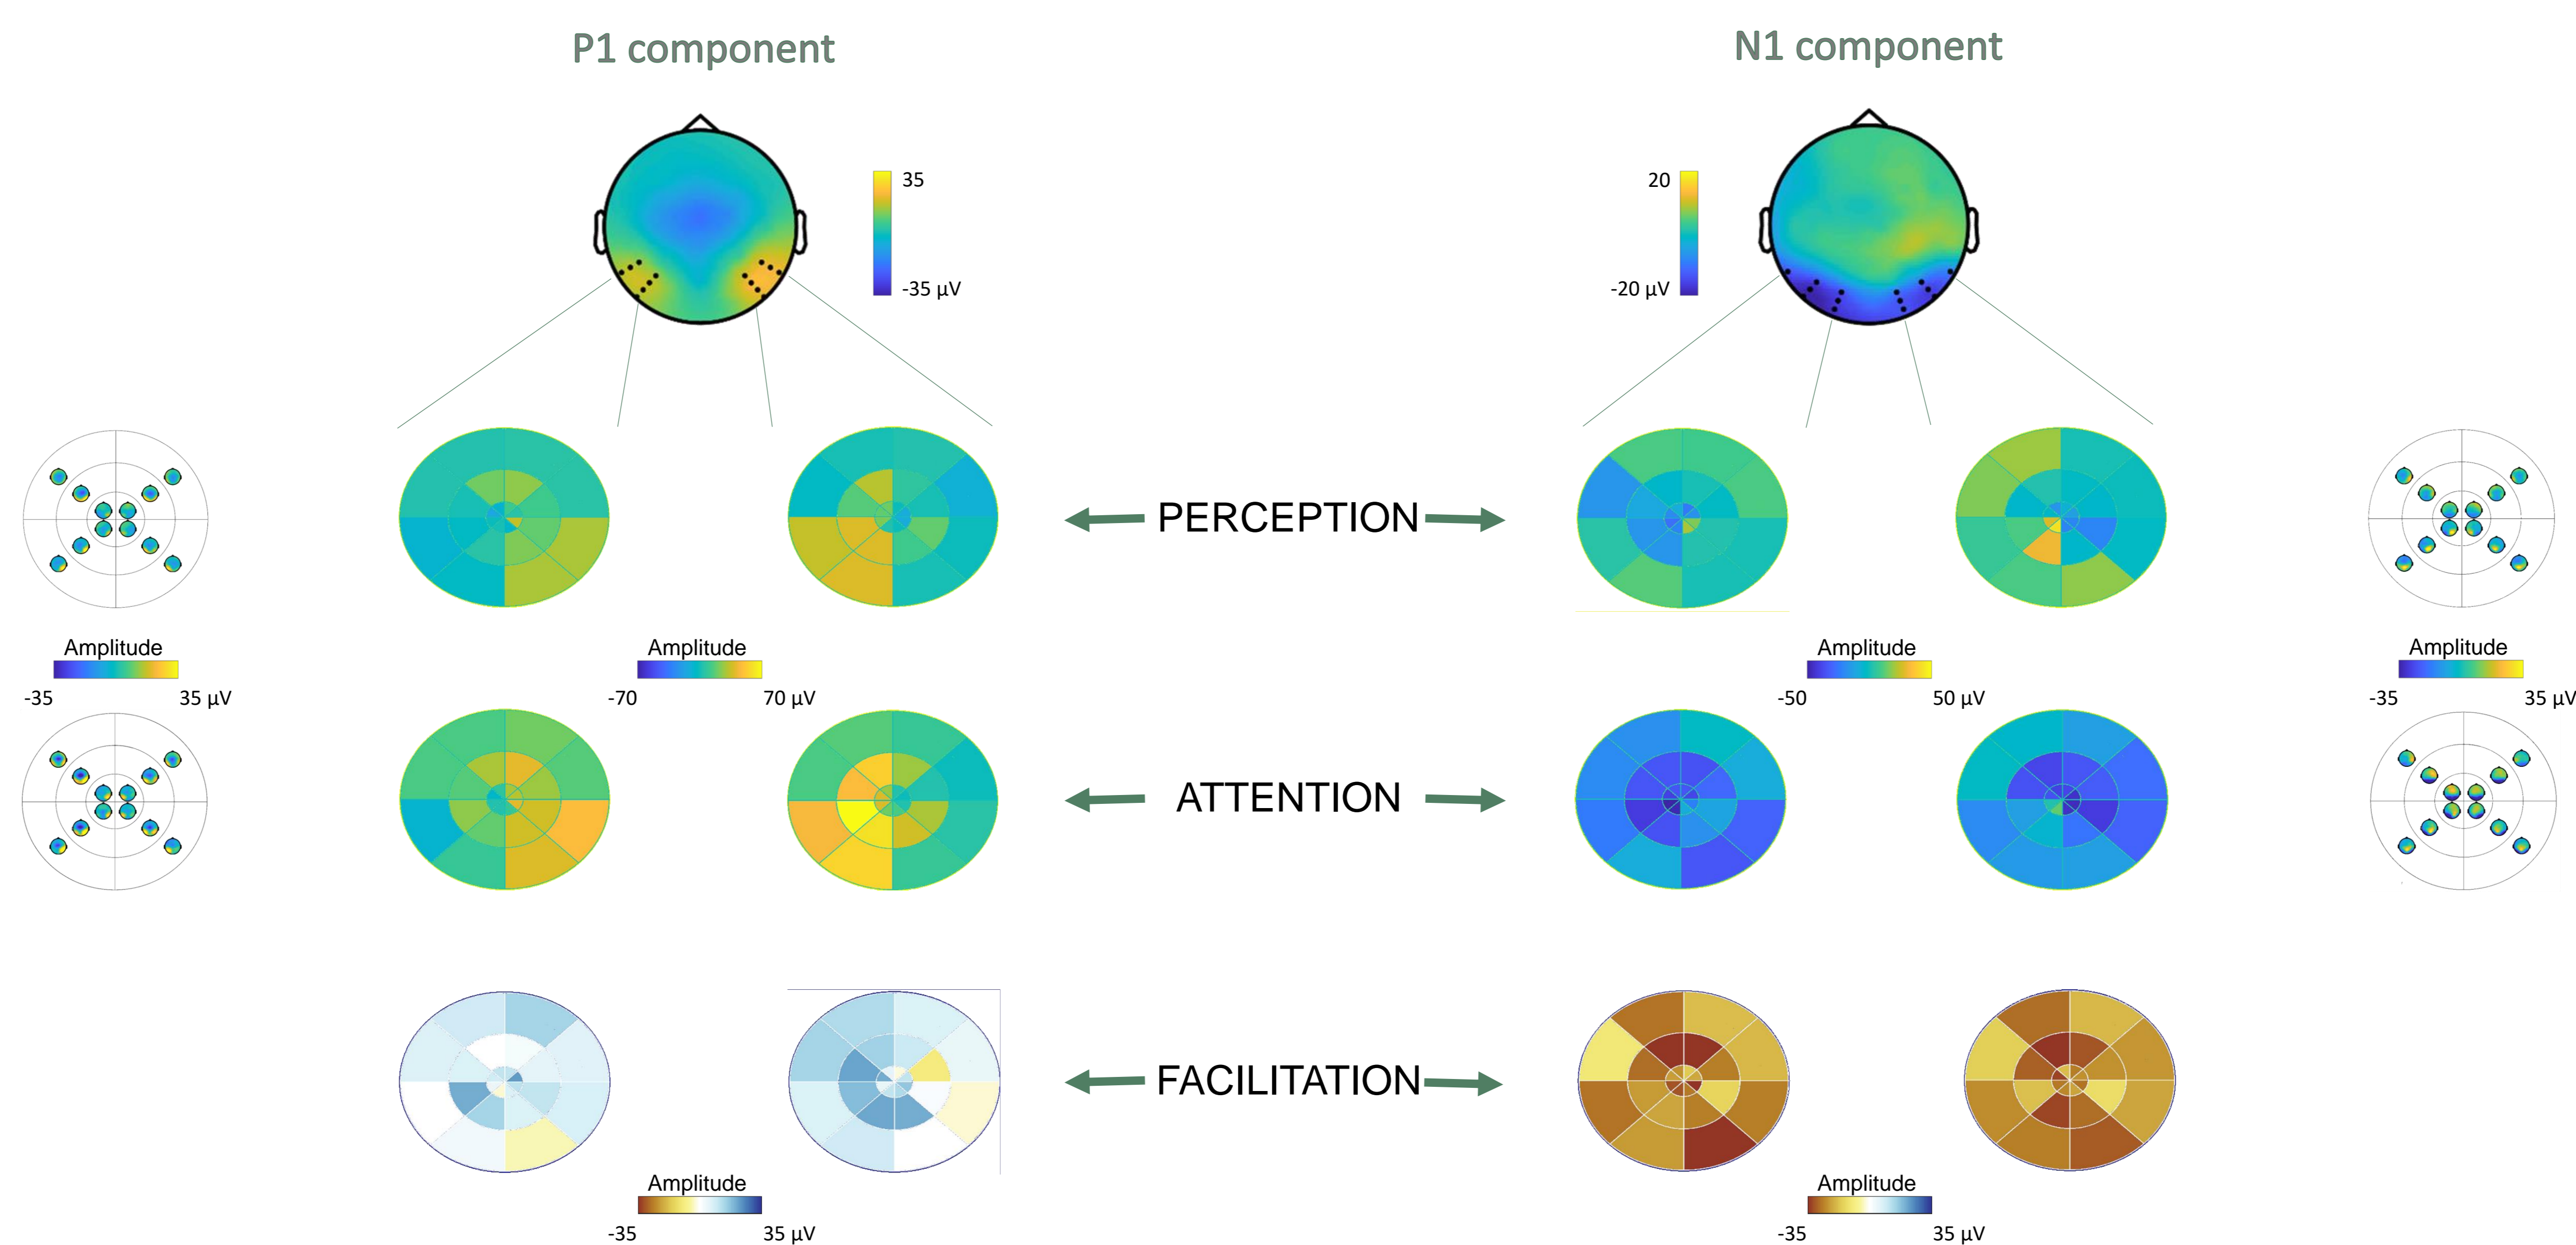 P1 component
N1 component
35
-35 µV
20
-20 µV
PERCEPTION
Amplitude
-35 35 µV
Amplitude
-70 70 µV
Amplitude
-50 50 µV
Amplitude
-35 35 µV
ATTENTION
FACILITATION
Amplitude
-35 35 µV
Amplitude
-35 35 µV